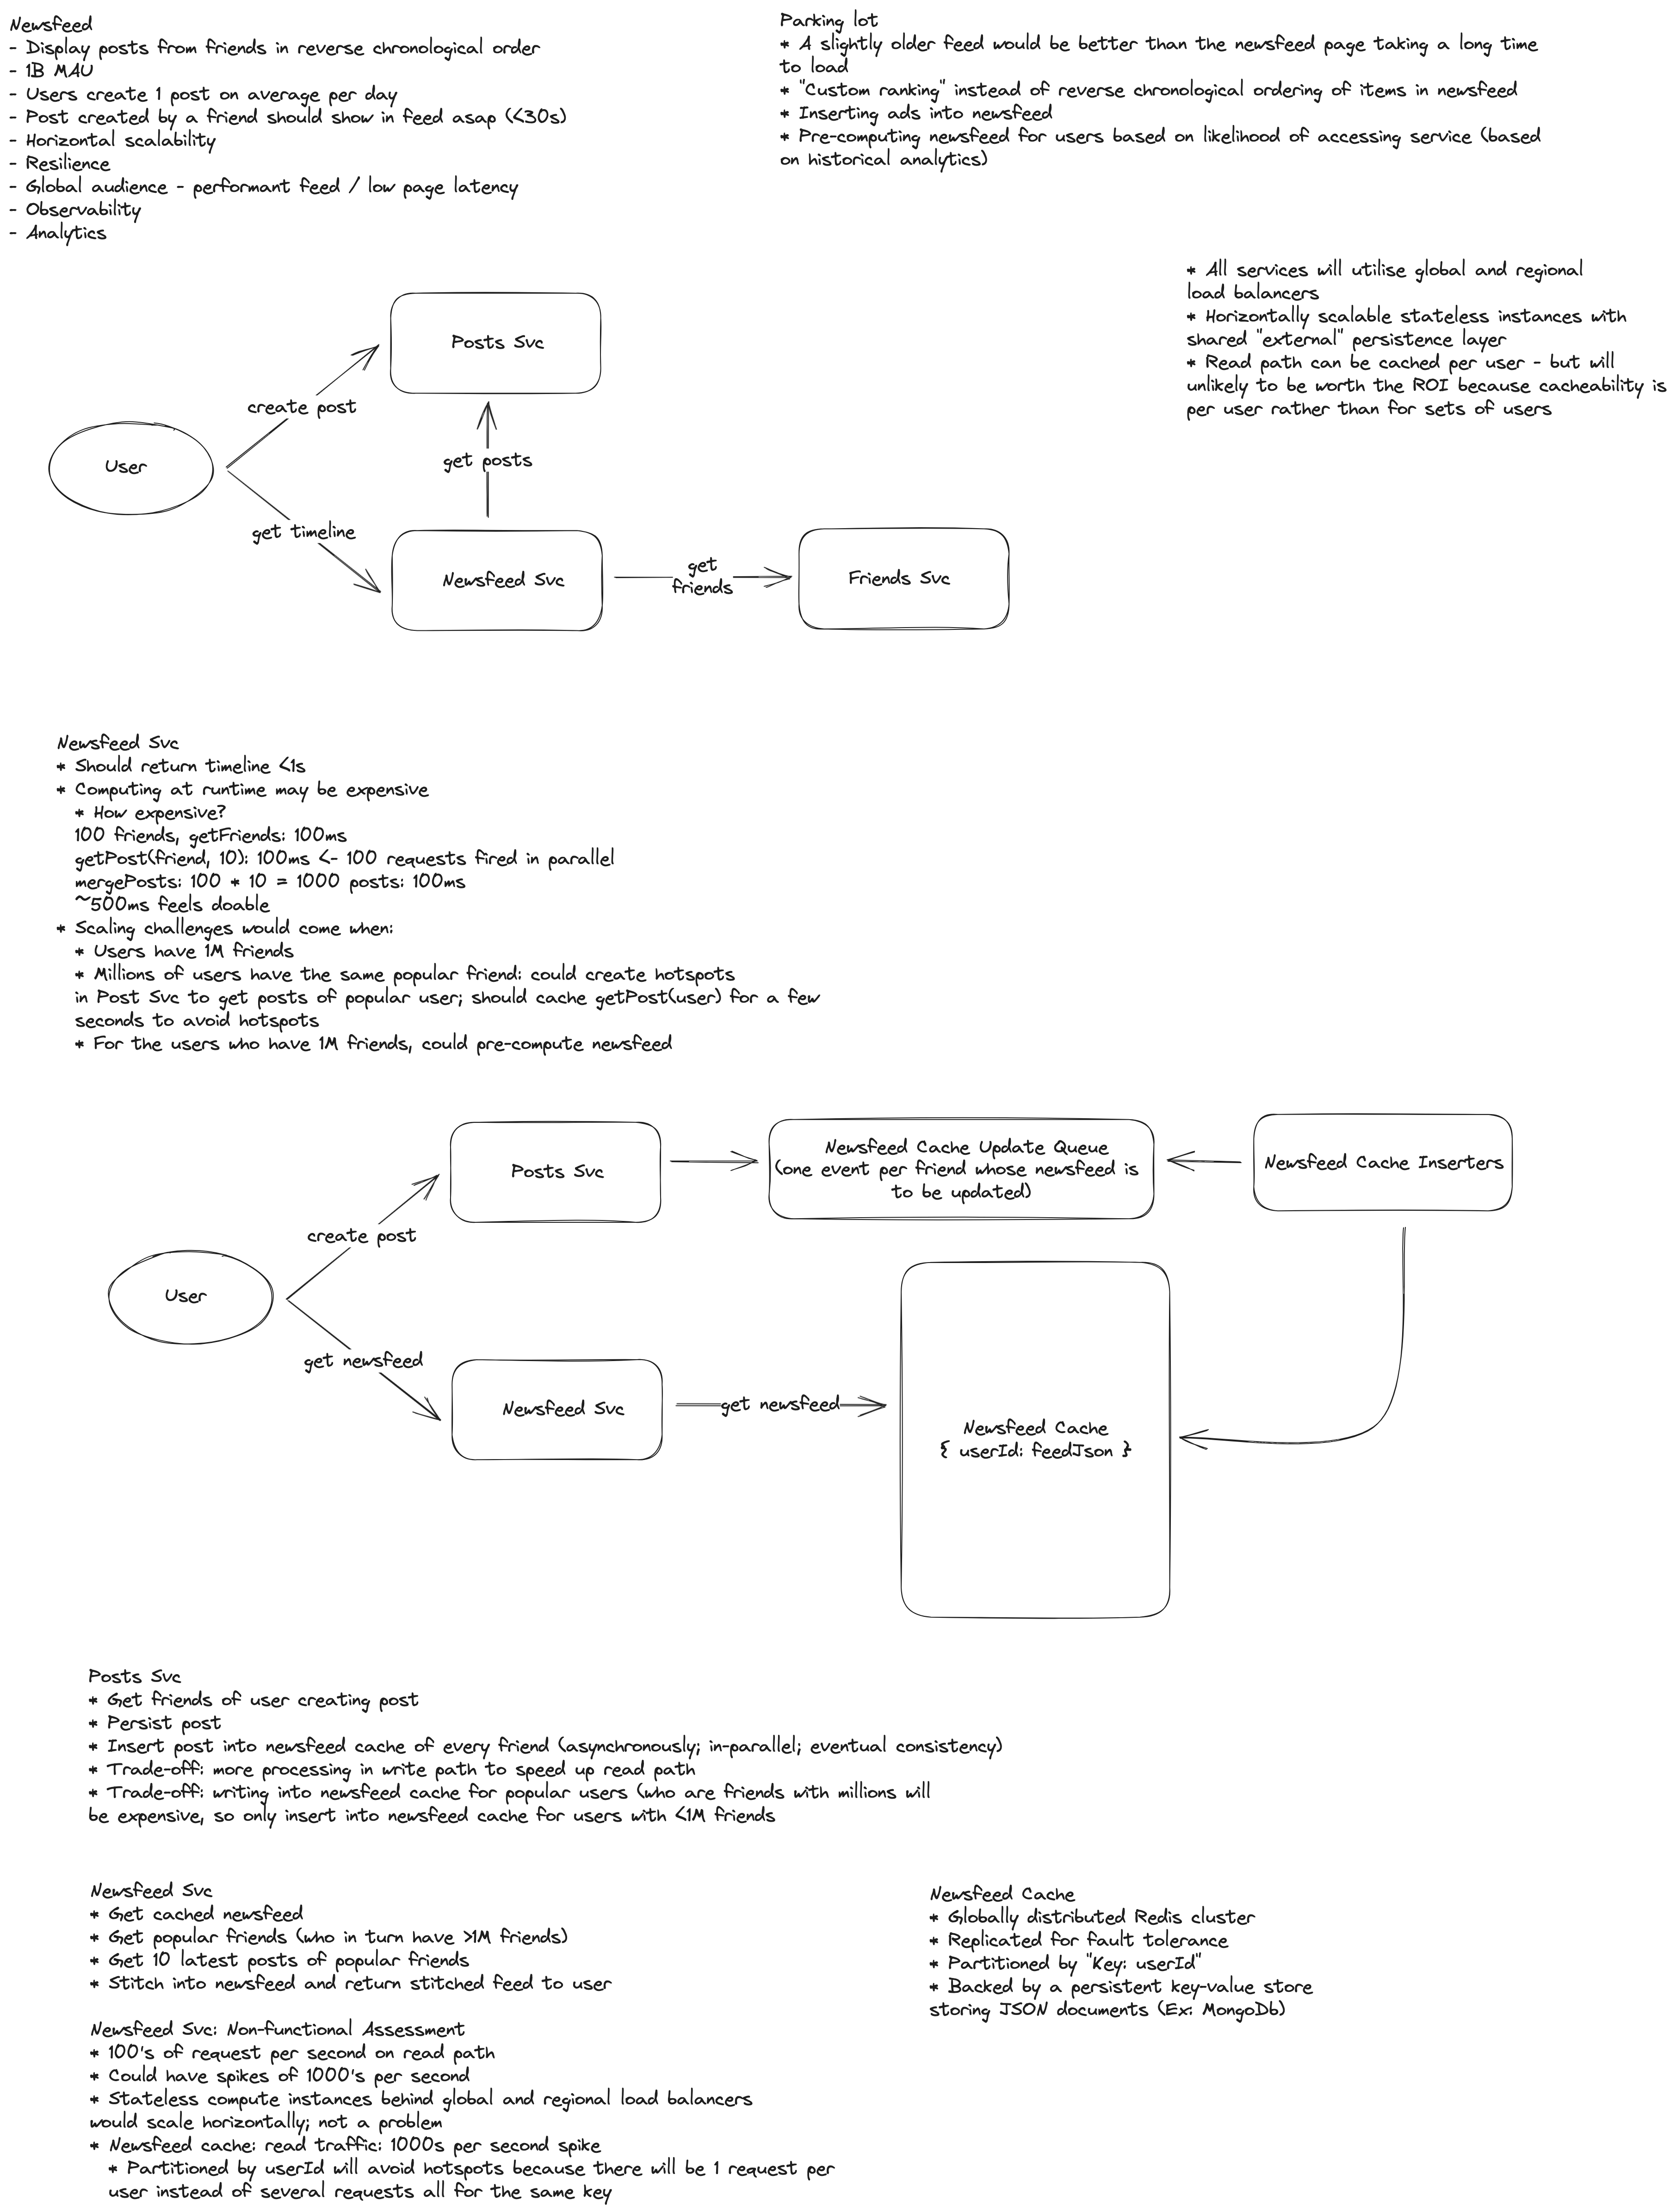 Newsfeed
- Display posts from friends in reverse chronological order
- 1B MAU
- Users create 1 post on average per day
- Post created by a friend should show in feed asap (<30s)
- Horizontal scalability
- Resilience
- Global audience - performant feed / low page latency
- Observability
- Analytics
Parking lot
* A slightly older feed would be better than the newsfeed page taking a long time
to load
* "Custom ranking" instead of reverse chronological ordering of items in newsfeed
* Inserting ads into newsfeed
* Pre-computing newsfeed for users based on likelihood of accessing service (based
on historical analytics)
* All services will utilise global and regional
load balancers
* Horizontally scalable stateless instances with
shared "external" persistence layer
* Read path can be cached per user - but will
unlikely to be worth the ROI because cacheability is
per user rather than for sets of users
Posts Svc
create post
User
get posts
get timeline
Newsfeed Svc
get
friends
Friends Svc
Newsfeed Svc
* Should return timeline <1s
* Computing at runtime may be expensive
* How expensive?
100 friends, getFriends: 100ms
getPost(friend, 10): 100ms <- 100 requests fired in parallel
mergePosts: 100 * 10 = 1000 posts: 100ms
~500ms feels doable
* Scaling challenges would come when:
* Users have 1M friends
* Millions of users have the same popular friend: could create hotspots
in Post Svc to get posts of popular user; should cache getPost(user) for a few
seconds to avoid hotspots
* For the users who have 1M friends, could pre-compute newsfeed
Posts Svc
Newsfeed Cache Update Queue
(one event per friend whose newsfeed is
to be updated)
Newsfeed Cache Inserters
create post
User
get newsfeed
Newsfeed Svc
get newsfeed
Newsfeed Cache
{ userId: feedJson }
Posts Svc
* Get friends of user creating post
* Persist post
* Insert post into newsfeed cache of every friend (asynchronously; in-parallel; eventual consistency)
* Trade-off: more processing in write path to speed up read path
* Trade-off: writing into newsfeed cache for popular users (who are friends with millions will
be expensive, so only insert into newsfeed cache for users with <1M friends
Newsfeed Svc
* Get cached newsfeed
* Get popular friends (who in turn have >1M friends)
* Get 10 latest posts of popular friends
* Stitch into newsfeed and return stitched feed to user
Newsfeed Svc: Non-functional Assessment
* 100's of request per second on read path
* Could have spikes of 1000's per second
* Stateless compute instances behind global and regional load balancers
would scale horizontally; not a problem
* Newsfeed cache: read traffic: 1000s per second spike
* Partitioned by userId will avoid hotspots because there will be 1 request per
user instead of several requests all for the same key
Newsfeed Cache
* Globally distributed Redis cluster
* Replicated for fault tolerance
* Partitioned by "Key: userId"
* Backed by a persistent key-value store
storing JSON documents (Ex: MongoDb)